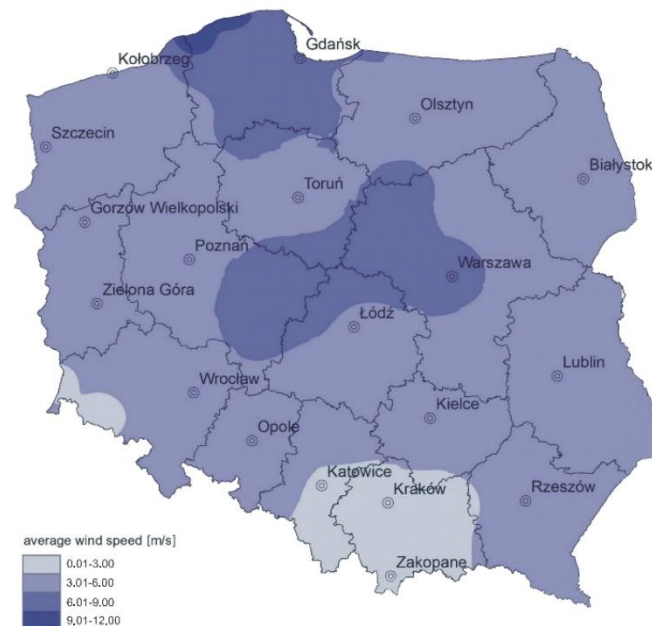 Gdańsk
Kołobrzeg
Olsztyn
Szczecin
Białystok
Toruń
Gorzów Wielkopolski
Poznań
Warszawa
Zielona Góra
Łódź
Lublin
Wrocław
Kielce
Opole
Katowice
Kraków
Rzeszów
Zakopane
average wind speed [m/s]
0.01-3.00
3.01-6.00
6.01-9.00
9.01-12.00